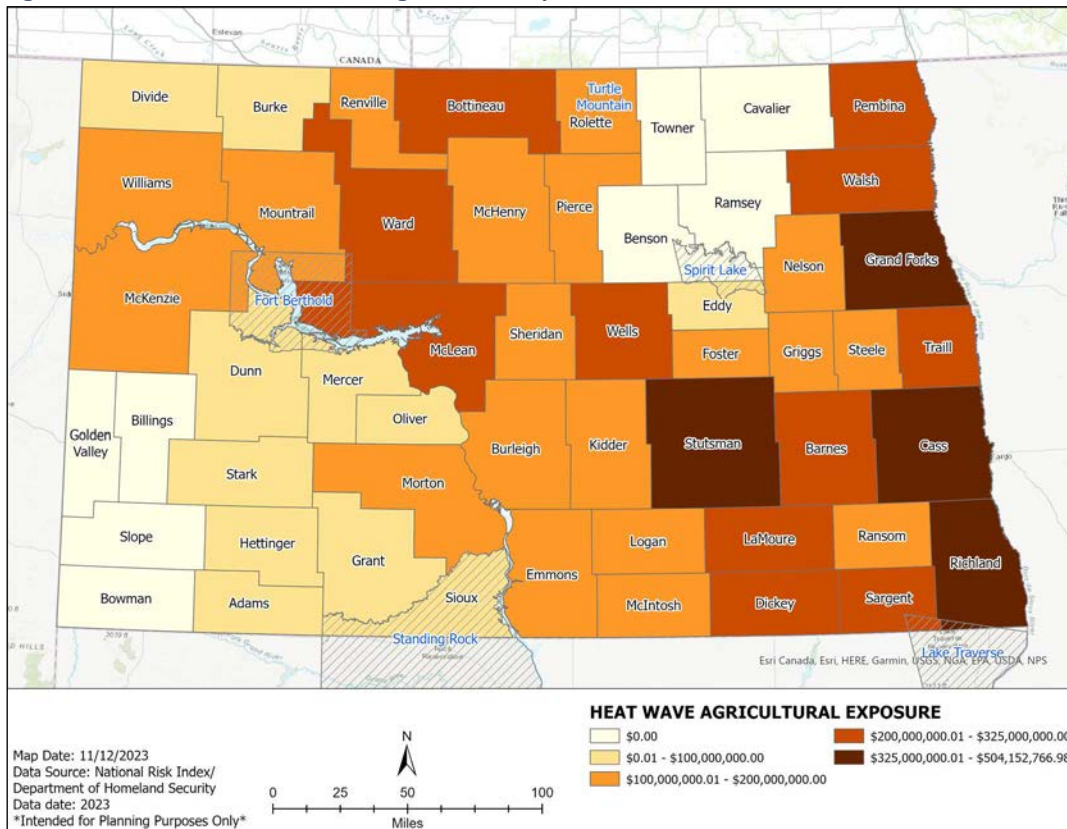 Estevan
CANADA
Divide
Burke
Renville
Bottineau
Turtle
Mountain
Rolette
Towner
Cavalier
Pembina
Williams
Mountrail
Ward
McHenry
Pierce
Benson
Ramsey
Walsh
Spirit Lake
Nelson
Grand Forks
McKenzie
Fort Berthold
McLean
Sheridan
Wells
Eddy
Foster
Griggs
Steele
Traill
Dunn
Mercer
Oliver
Golden
Valley
Billings
Stark
Burleigh
Kidder
Stutsman
Barnes
Cass
Morton
Slope
Hettinger
Grant
Emmons
Logan
LaMoure
Ransom
Richland
Bowman
Adams
Sioux
McIntosh
Dickey
Sargent
Standing Rock
Lake Traverse
Esri Canada, Esri, HERE, Garmin, USGS, NGA, EPA, USDA, NPS
HEAT WAVE AGRICULTURAL EXPOSURE
$0.00
$0.01 - $100,000,000.00
$100,000,000.01 - $200,000,000.00
$200,000,000.01 - $325,000,000.00
$325,000,000.01 - $504,152,766.98
Map Date: 11/12/2023
Data Source: National Risk Index/
Department of Homeland Security
Data date: 2023
*Intended for Planning Purposes Only*
N
0 25 50 100
Miles